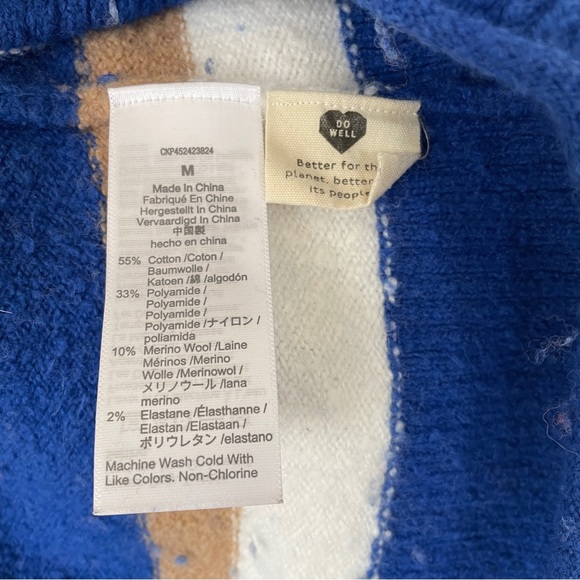 CKP452423824
M
Made In China
Fabriqué En Chine
Hergestellt In China
Vervaardigd In China
中国製
hecho en china
55% Cotton /Coton /
Baumwolle /
Katoen /綿 /algodón
33% Polyamide /
Polyamide /
Polyamide /
Polyamide /ナイロン /
poliamida
10% Merino Wool /Laine
Mérinos /Merino
Wolle /Merinowol /
メリノウール /lana
merino
2% Elastane /Élasthanne /
Elastan /Elastaan /
ポリウレタン /elastano
Machine Wash Cold With
Like Colors. Non-Chlorine
DO
WELL
Better for th
planet, better
its people